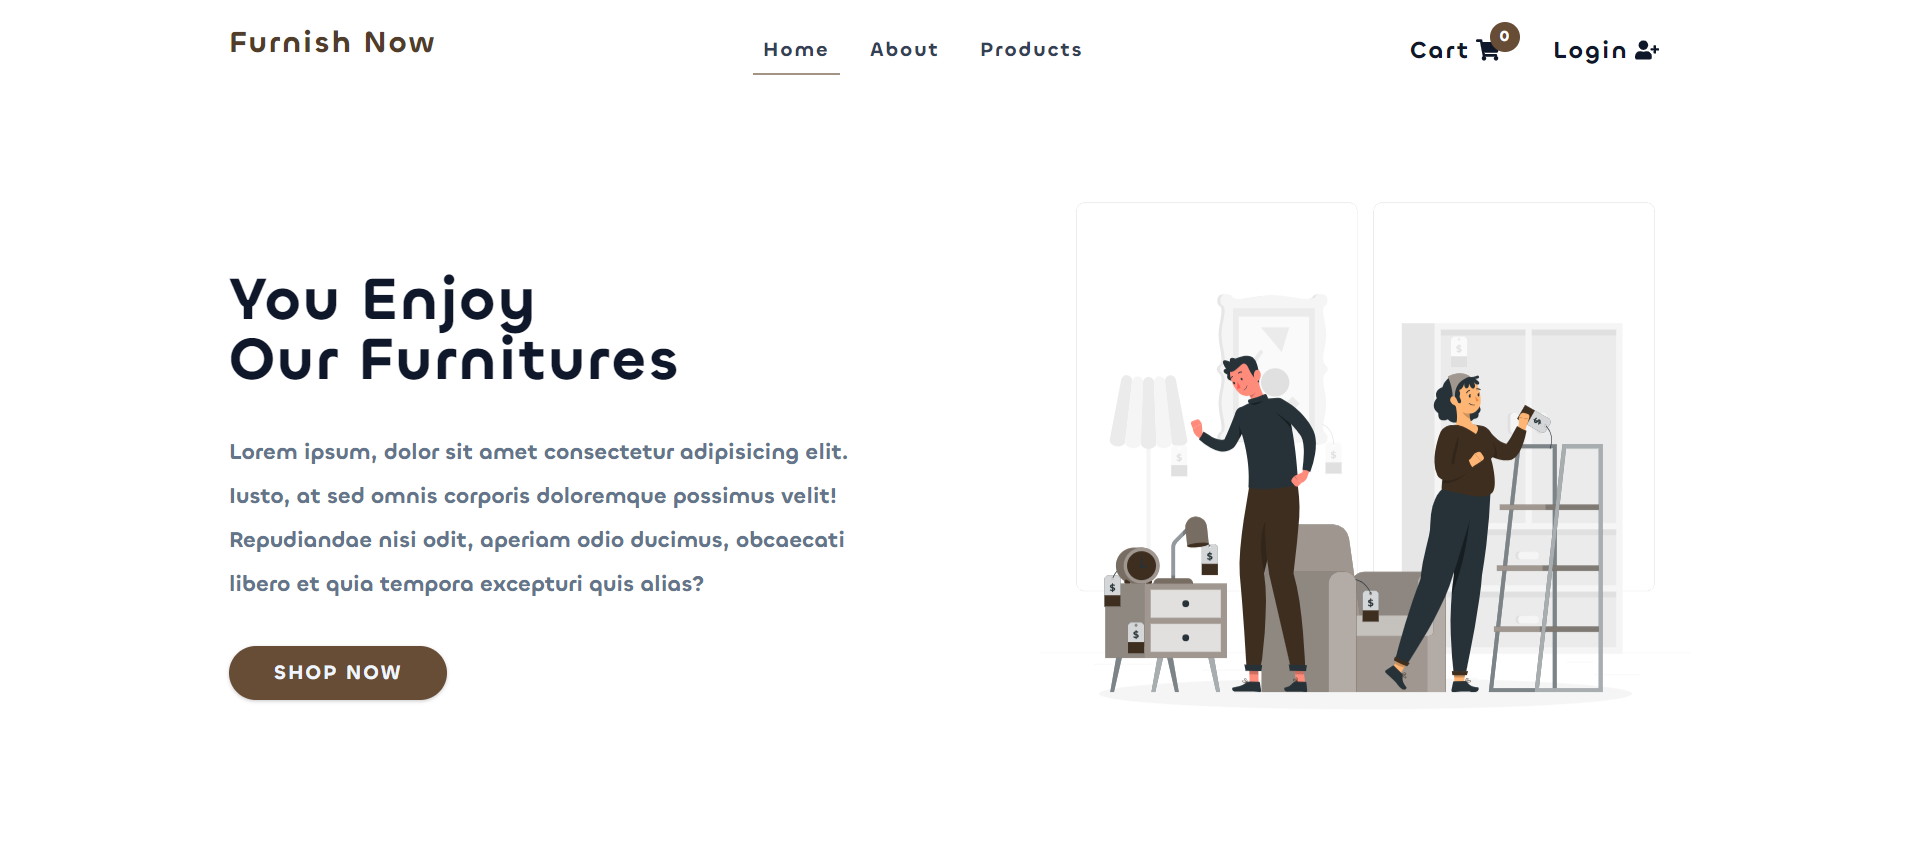 Furnish Now
Home About Products
Cart 0 Login
You Enjoy
Our Furnitures
Lorem ipsum, dolor sit amet consectetur adipisicing elit.
Iusto, at sed omnis corporis doloremque possimus velit!
Repudiandae nisi odit, aperiam odio ducimus, obcaecati
libero et quia tempora excepturi quis alias?
SHOP NOW
$
$
$
$
$
$
$
$